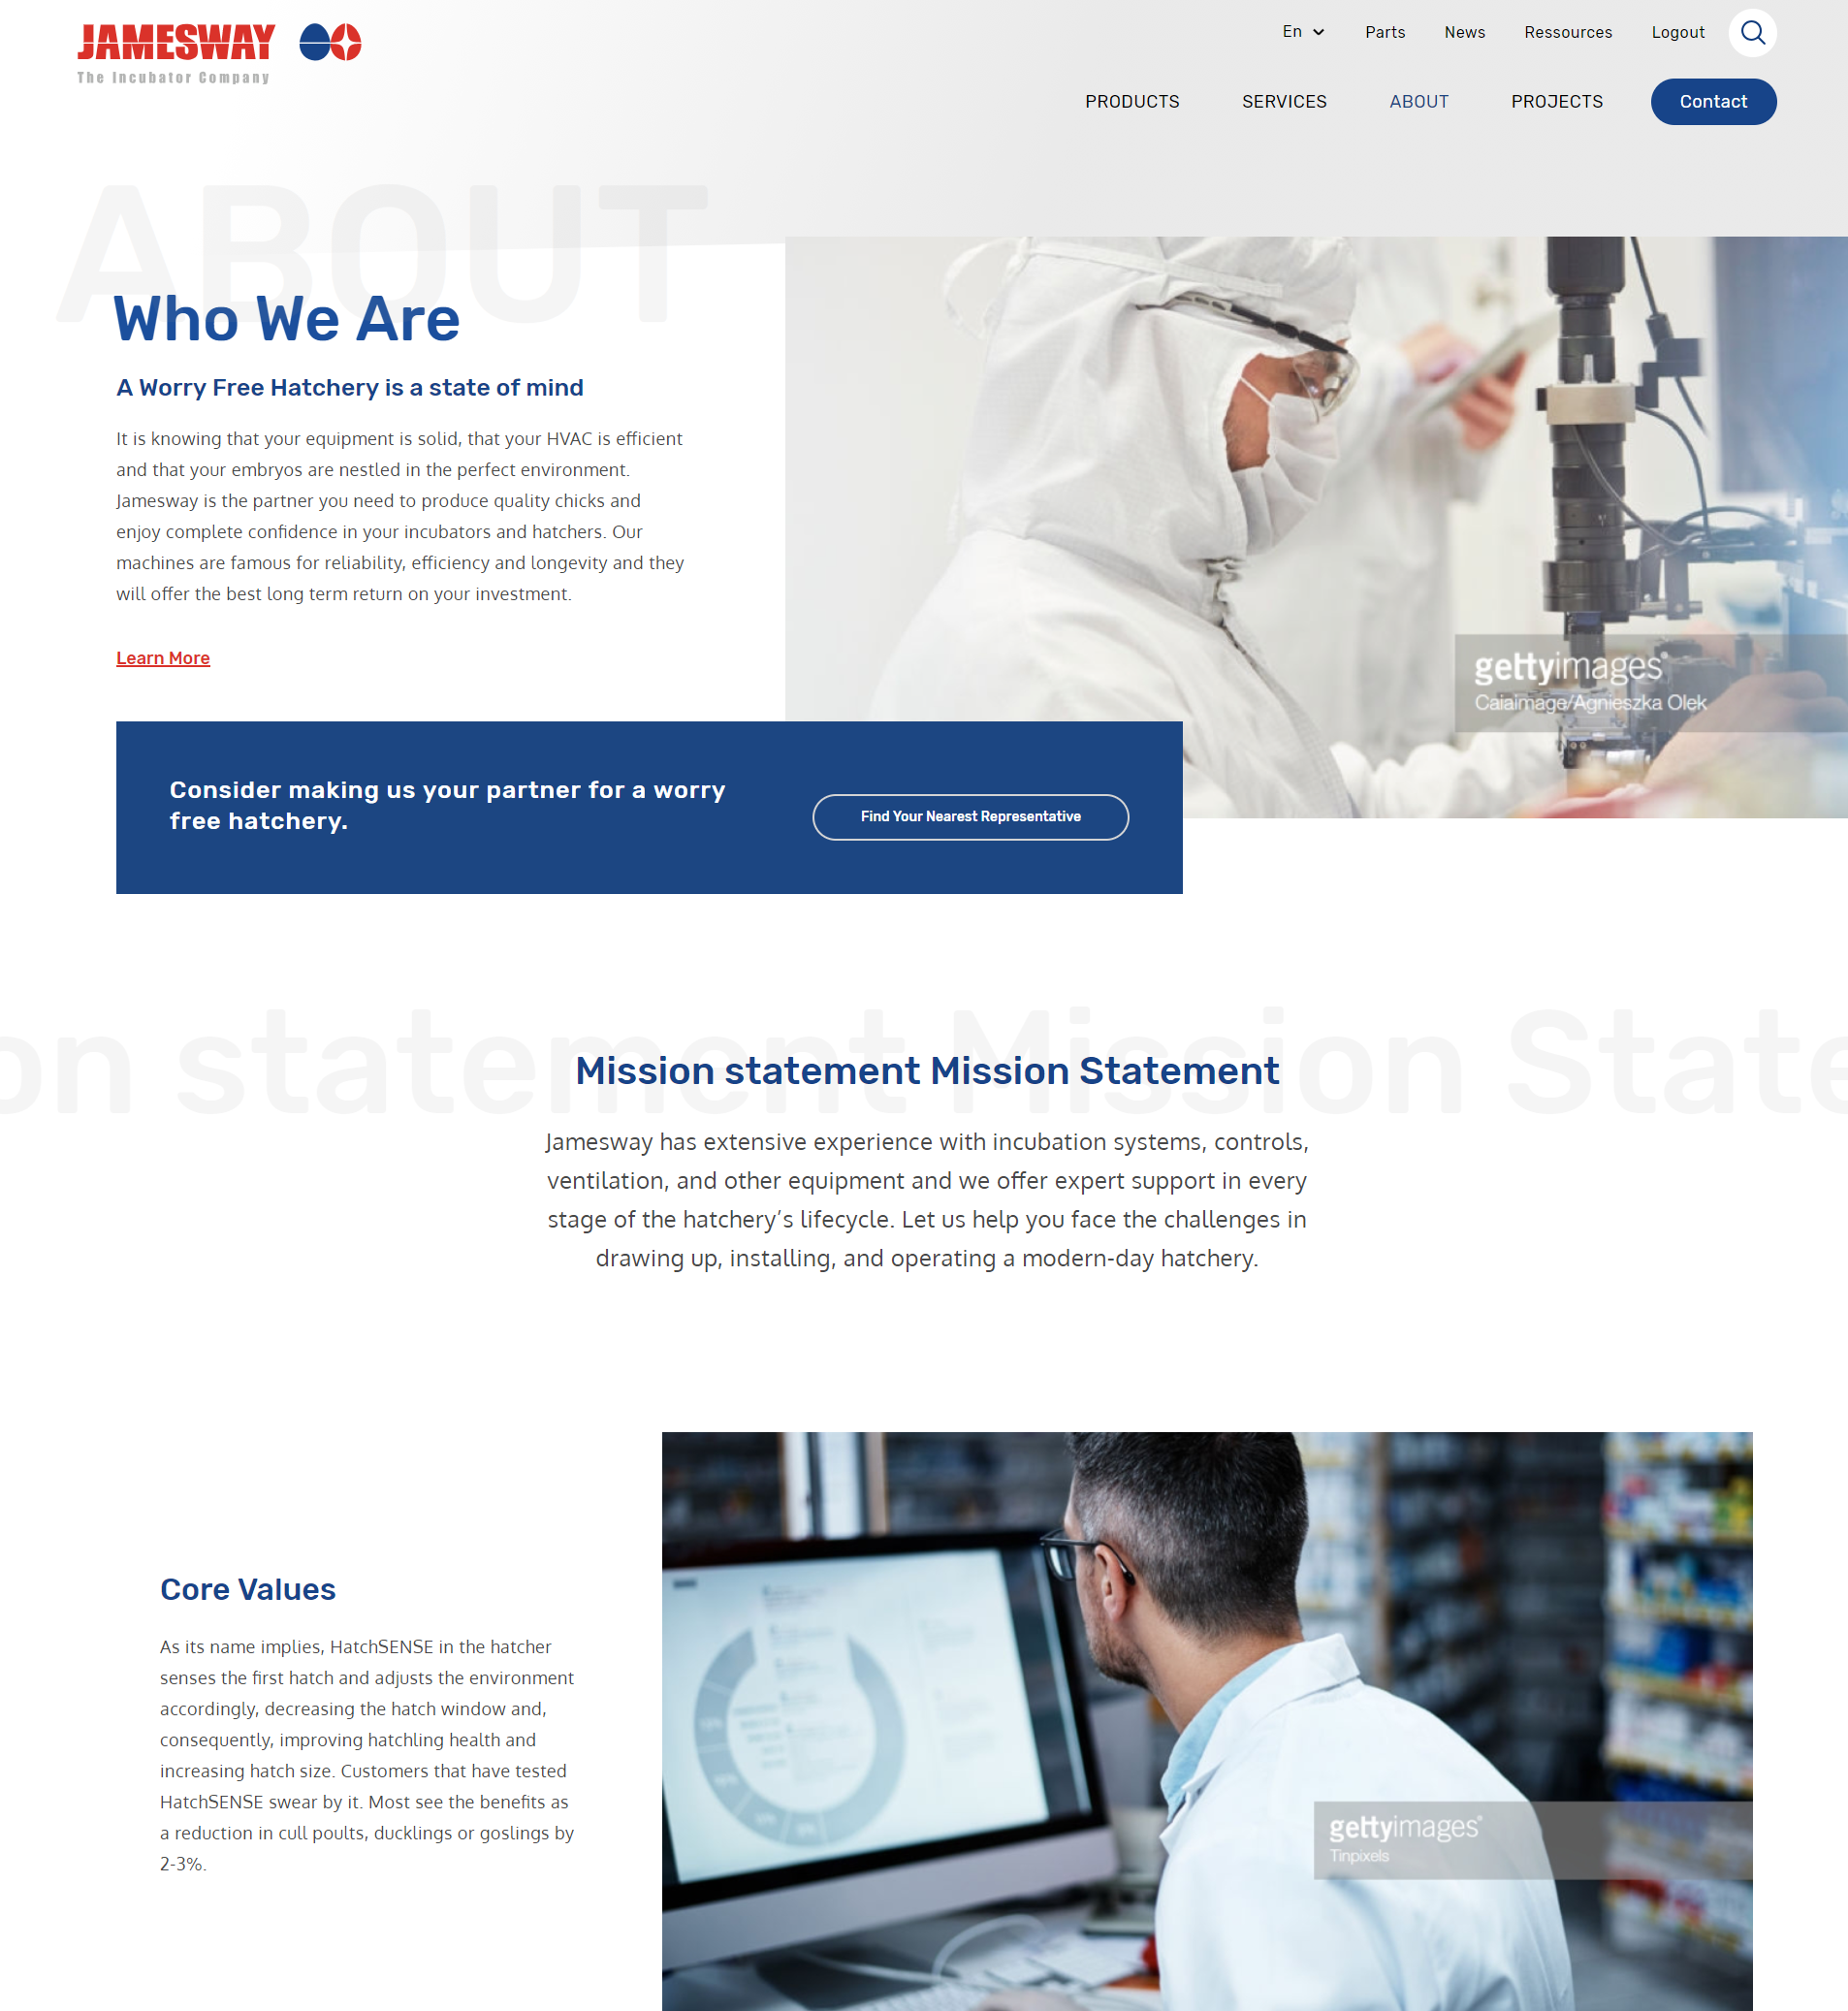 JAMESWAY
The Incubator Company
En
Parts
News
Ressources
Logout
PRODUCTS
SERVICES
ABOUT
PROJECTS
Contact
ABOUT
Who We Are
A Worry Free Hatchery is a state of mind
It is knowing that your equipment is solid, that your HVAC is efficient
and that your embryos are nestled in the perfect environment.
Jamesway is the partner you need to produce quality chicks and
enjoy complete confidence in your incubators and hatchers. Our
machines are famous for reliability, efficiency and longevity and they
will offer the best long term return on your investment.
Learn More
gettyimages®
Caiaimage/Agnieszka Olek
Consider making us your partner for a worry
free hatchery.
Find Your Nearest Representative
on statement Mission State
Mission statement Mission Statement
Jamesway has extensive experience with incubation systems, controls,
ventilation, and other equipment and we offer expert support in every
stage of the hatchery’s lifecycle. Let us help you face the challenges in
drawing up, installing, and operating a modern-day hatchery.
Core Values
As its name implies, HatchSENSE in the hatcher
senses the first hatch and adjusts the environment
accordingly, decreasing the hatch window and,
consequently, improving hatchling health and
increasing hatch size. Customers that have tested
HatchSENSE swear by it. Most see the benefits as
a reduction in cull poults, ducklings or goslings by
2-3%.
gettyimages®
Tinpixels